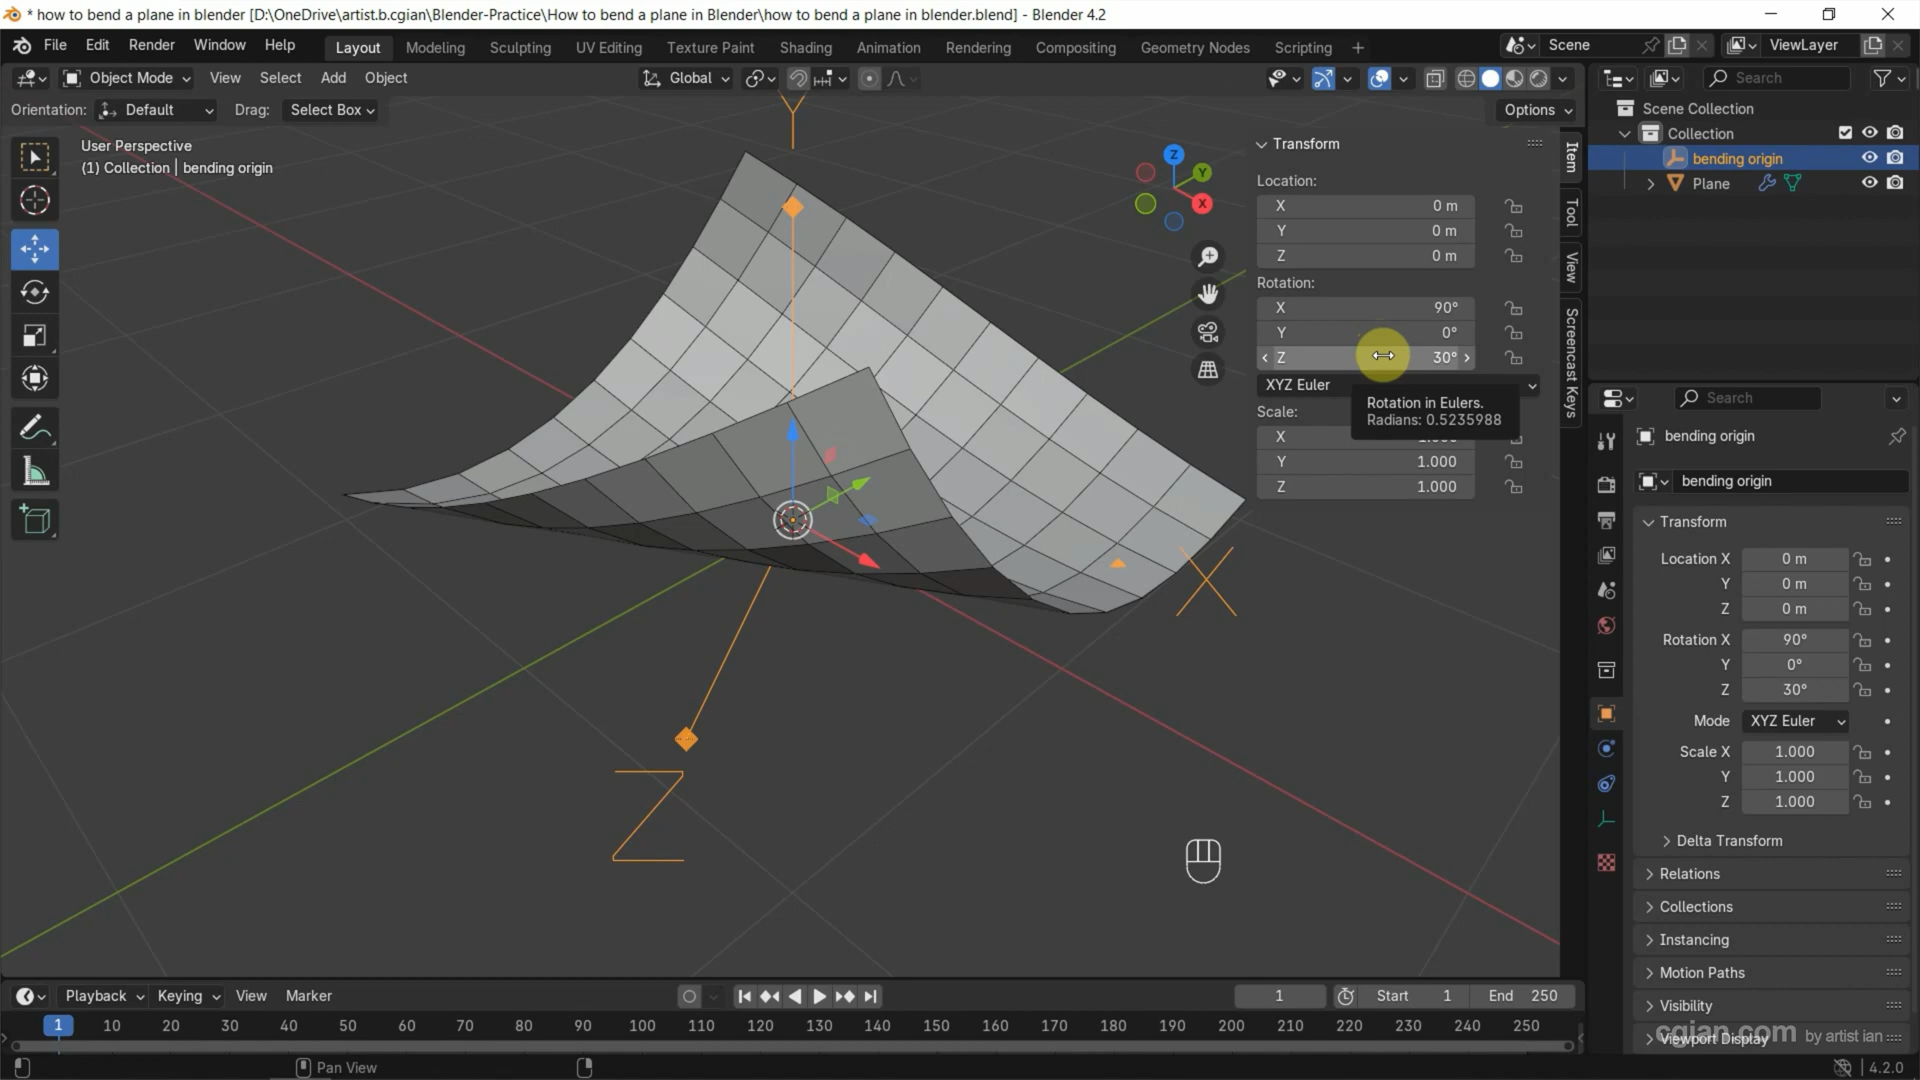 * how to bend a plane in blender [D:\OneDrive\artist.b.cgian\Blender-Practice\How to bend a plane in Blender\how to bend a plane in blender.blend] - Blender 4.2
File Edit Render Window Help Layout Modeling Sculpting UV Editing Texture Paint Shading Animation Rendering Compositing Geometry Nodes Scripting + Scene ViewLayer
Object Mode View Select Add Object Global Search
Orientation: Default Drag: Select Box Options
User Perspective
(1) Collection | bending origin
Y
X
Z
Z
Y
X
Transform
Location:
X 0 m
Y 0 m
Z 0 m
Rotation:
X 90°
Y 0°
Z 30°
XYZ Euler
Rotation in Eulers.
Radians: 0.5235988
Scale:
X
Y 1.000
Z 1.000
Item
Tool
View
Screencast Keys
Scene Collection
Collection
bending origin
Plane
Search
bending origin
bending origin
Transform
Location X 0 m
Y 0 m
Z 0 m
Rotation X 90°
Y 0°
Z 30°
Mode XYZ Euler
Scale X 1.000
Y 1.000
Z 1.000
Delta Transform
Relations
Collections
Instancing
Motion Paths
Visibility
Viewport Display
cgian.com by artist ian
Playback Keying View Marker 1 Start 1 End 250
1 10 20 30 40 50 60 70 80 90 100 110 120 130 140 150 160 170 180 190 200 210 220 230 240 250
Pan View 4.2.0